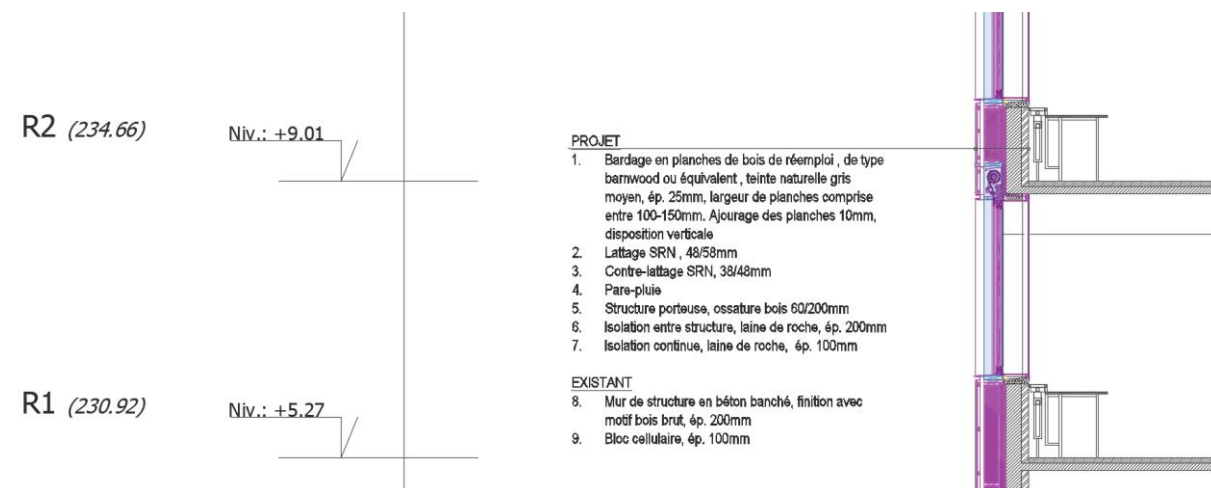 R2 (234.66)
Niv.: +9.01
PROJET
1. Bardage en planches de bois de réemploi , de type
barnwood ou équivalent , teinte naturelle gris
moyen, ép. 25mm, largeur de planches comprise
entre 100-150mm. Ajourage des planches 10mm,
disposition verticale
2. Lattage SRN , 48/58mm
3. Contre-lattage SRN, 38/48mm
4. Pare-pluie
5. Structure porteuse, ossature bois 60/200mm
6. Isolation entre structure, laine de roche, ép. 200mm
7. Isolation continue, laine de roche, ép. 100mm
R1 (230.92)
Niv.: +5.27
EXISTANT
8. Mur de structure en béton banché, finition avec
motif bois brut, ép. 200mm
9. Bloc cellulaire, ép. 100mm